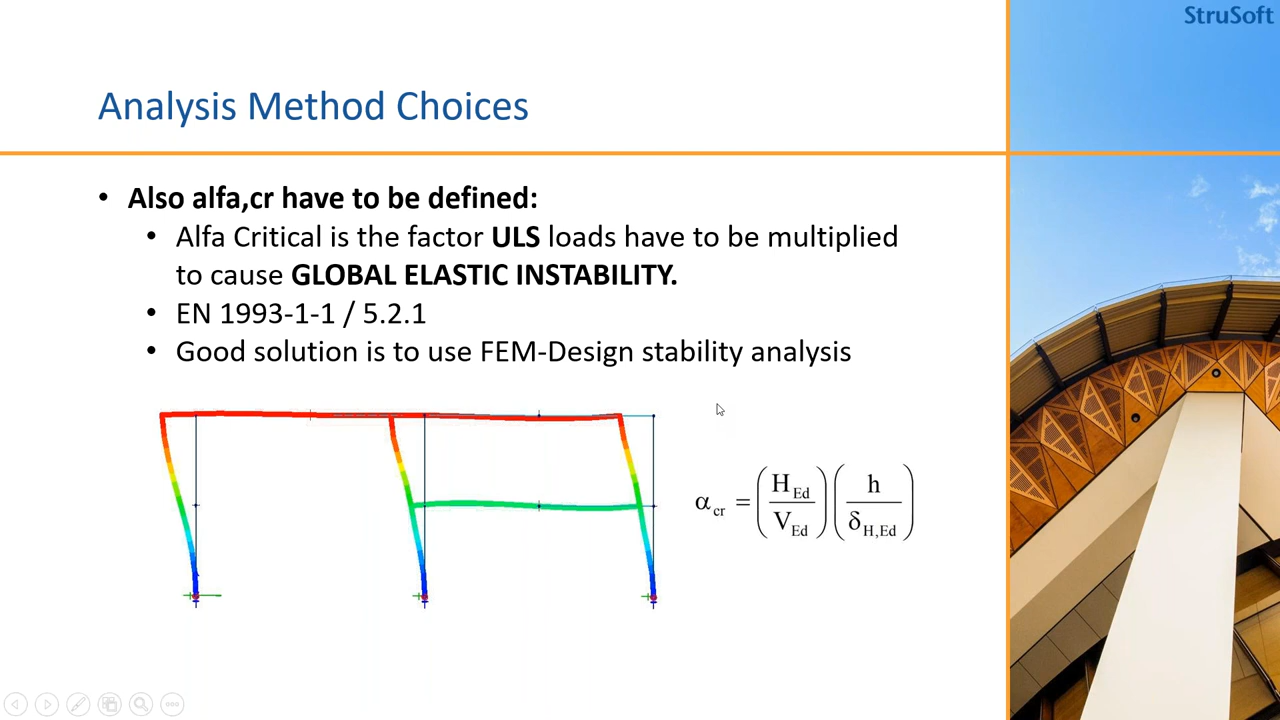 StruSoft
Analysis Method Choices
• Also alfa,cr have to be defined:
• Alfa Critical is the factor ULS loads have to be multiplied
to cause GLOBAL ELASTIC INSTABILITY.
• EN 1993-1-1 / 5.2.1
• Good solution is to use FEM-Design stability analysis
α_cr = (H_Ed / V_Ed) (h / δ_H,Ed)